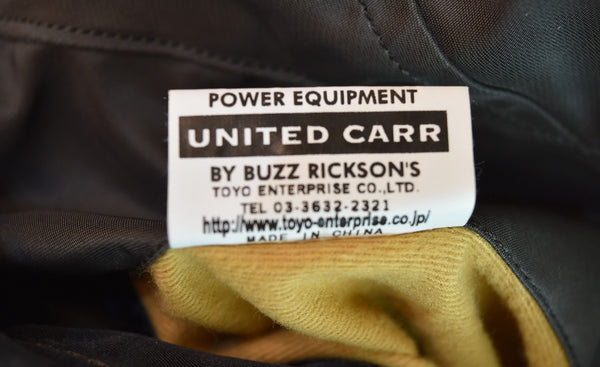 POWER EQUIPMENT
UNITED CARR
BY BUZZ RICKSON'S
TOYO ENTERPRISE CO.,LTD.
TEL 03-3632-2321
http://www.toyo-enterprise.co.jp/
MADE IN CHINA